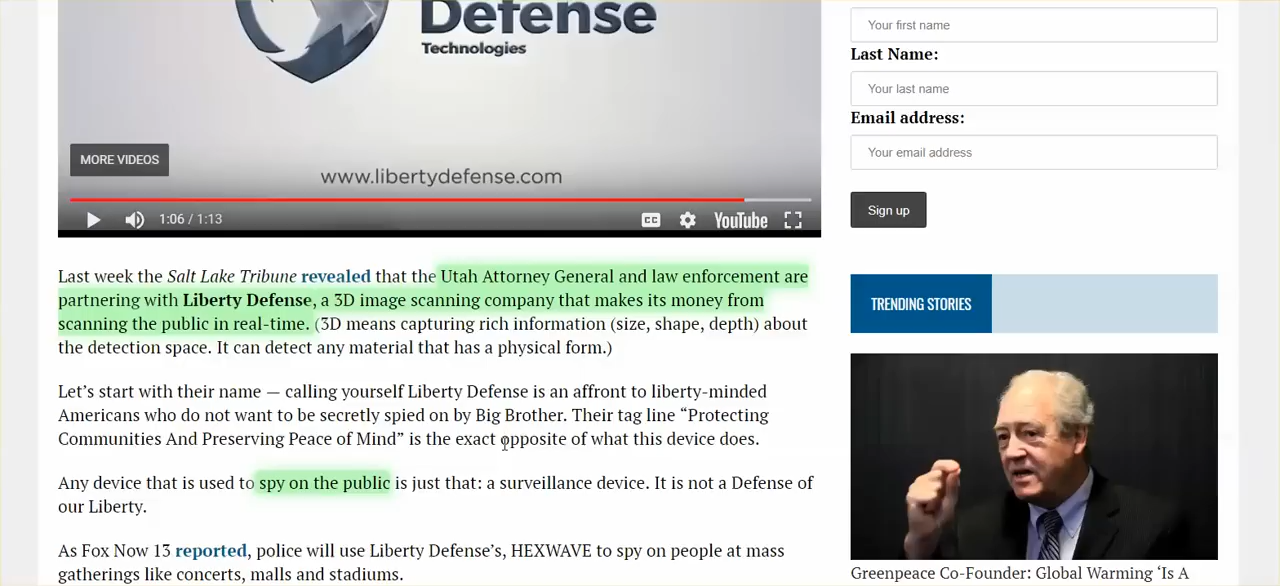 Defense
Technologies
MORE VIDEOS
www.libertydefense.com
1:06 / 1:13
CC
YouTube
Last week the Salt Lake Tribune revealed that the Utah Attorney General and law enforcement are
partnering with Liberty Defense, a 3D image scanning company that makes its money from
scanning the public in real-time. (3D means capturing rich information (size, shape, depth) about
the detection space. It can detect any material that has a physical form.)
Let’s start with their name — calling yourself Liberty Defense is an affront to liberty-minded
Americans who do not want to be secretly spied on by Big Brother. Their tag line “Protecting
Communities And Preserving Peace of Mind” is the exact opposite of what this device does.
Any device that is used to spy on the public is just that: a surveillance device. It is not a Defense of
our Liberty.
As Fox Now 13 reported, police will use Liberty Defense’s, HEXWAVE to spy on people at mass
gatherings like concerts, malls and stadiums.
Your first name
Last Name:
Your last name
Email address:
Your email address
Sign up
TRENDING STORIES
Greenpeace Co-Founder: Global Warming ‘Is A